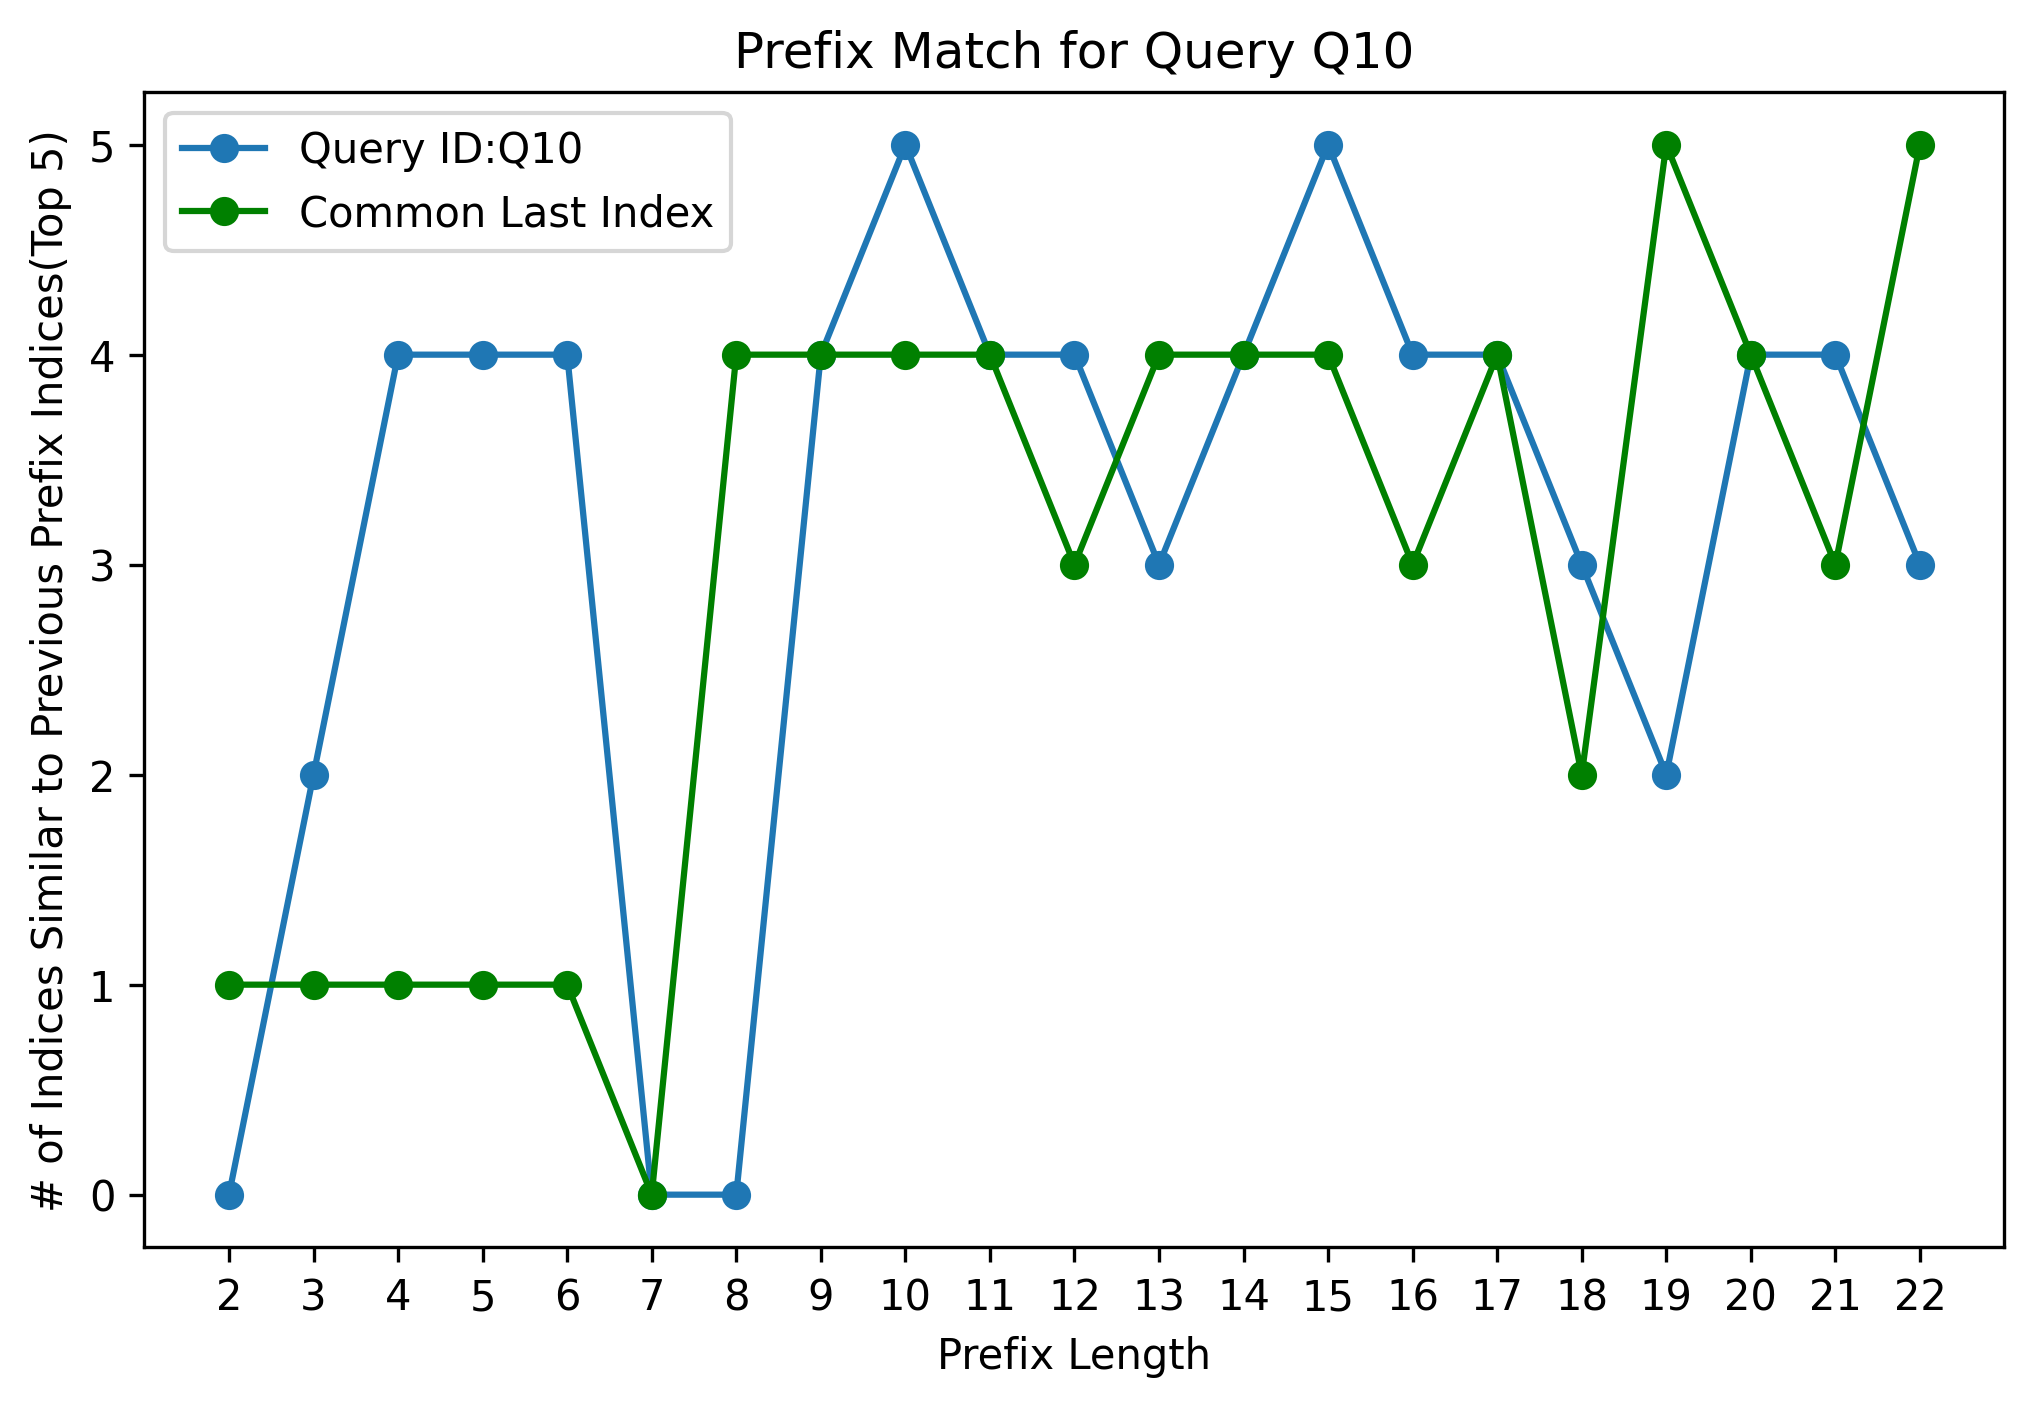 Prefix Match for Query Q10
Query ID:Q10
Common Last Index
# of Indices Similar to Previous Prefix Indices(Top 5)
5
4
3
2
1
0
2 3 4 5 6 7 8 9 10 11 12 13 14 15 16 17 18 19 20 21 22
Prefix Length